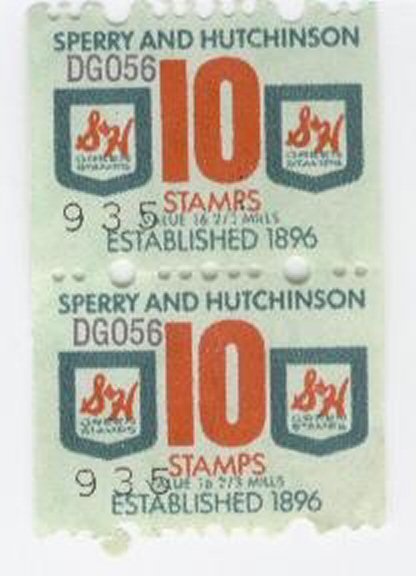 SPERRY AND HUTCHINSON
DG056
10
S&H
GREEN
STAMPS
S&H
GREEN
STAMPS
STAMPS
935
VALUE 16 2/3 MILLS
ESTABLISHED 1896
SPERRY AND HUTCHINSON
DG056
10
S&H
GREEN
STAMPS
S&H
GREEN
STAMPS
STAMPS
935
VALUE 16 2/3 MILLS
ESTABLISHED 1896